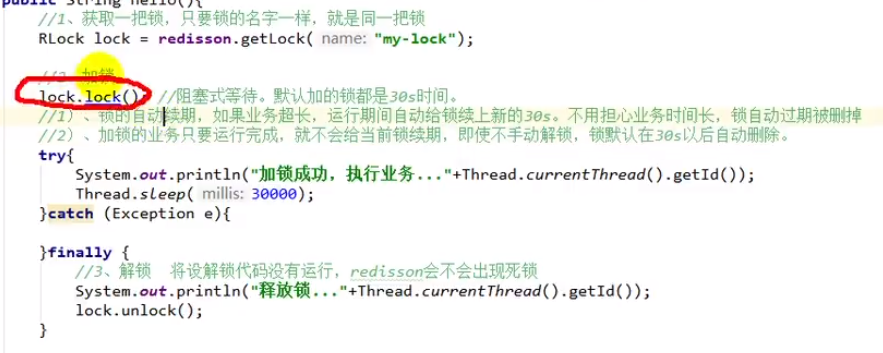 public String hello(){
//1、获取一把锁，只要锁的名字一样，就是同一把锁
RLock lock = redisson.getLock( name: "my-lock");
//2、加锁
lock.lock(); //阻塞式等待。默认加的锁都是30s时间。
//1）、锁的自动续期，如果业务超长，运行期间自动给锁续上新的30s。不用担心业务时间长，锁自动过期被删掉
//2）、加锁的业务只要运行完成，就不会给当前锁续期，即使不手动解锁，锁默认在30s以后自动删除。
try{
System.out.println("加锁成功，执行业务..."+Thread.currentThread().getId());
Thread.sleep( millis: 30000);
}catch (Exception e){
}finally {
//3、解锁 将设解锁代码没有运行，redisson会不会出现死锁
System.out.println("释放锁..."+Thread.currentThread().getId());
lock.unlock();
}